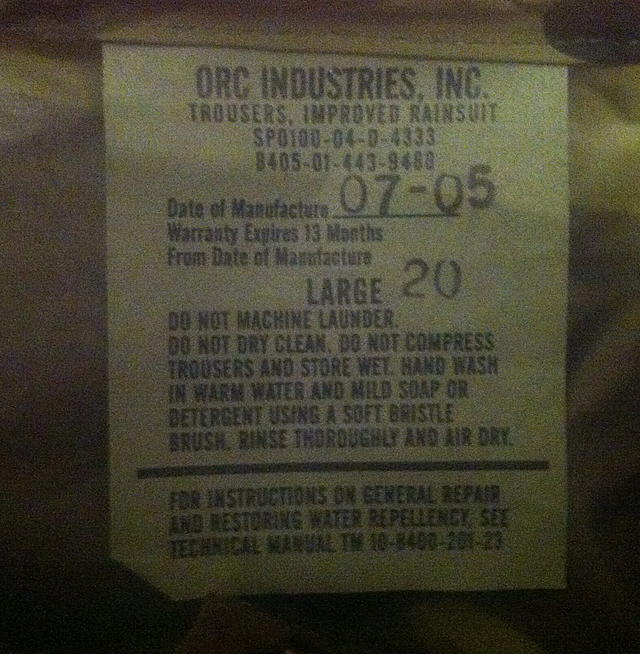 ORC INDUSTRIES, INC.
TROUSERS, IMPROVED RAINSUIT
SP0100-04-D-4333
8405-01-443-9480
Date of Manufacture 07-05
Warranty Expires 13 Months
From Date of Manufacture
LARGE 20
DO NOT MACHINE LAUNDER.
DO NOT DRY CLEAN. DO NOT COMPRESS
TROUSERS AND STORE WET. HAND WASH
IN WARM WATER AND MILD SOAP OR
DETERGENT USING A SOFT BRISTLE
BRUSH. RINSE THOROUGHLY AND AIR DRY.
FOR INSTRUCTIONS ON GENERAL REPAIR
AND RESTORING WATER REPELLENCY, SEE
TECHNICAL MANUAL TM 10-8400-201-23